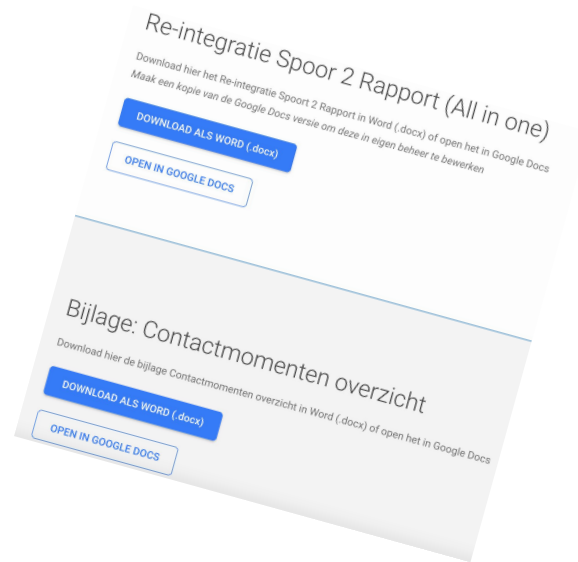 Re-integratie Spoor 2 Rapport (All in one)
Download hier het Re-integratie Spoort 2 Rapport in Word (.docx) of open het in Google Docs
Maak een kopie van de Google Docs versie om deze in eigen beheer te bewerken
DOWNLOAD ALS WORD (.docx)
OPEN IN GOOGLE DOCS
Bijlage: Contactmomenten overzicht
Download hier de bijlage Contactmomenten overzicht in Word (.docx) of open het in Google Docs
DOWNLOAD ALS WORD (.docx)
OPEN IN GOOGLE DOCS